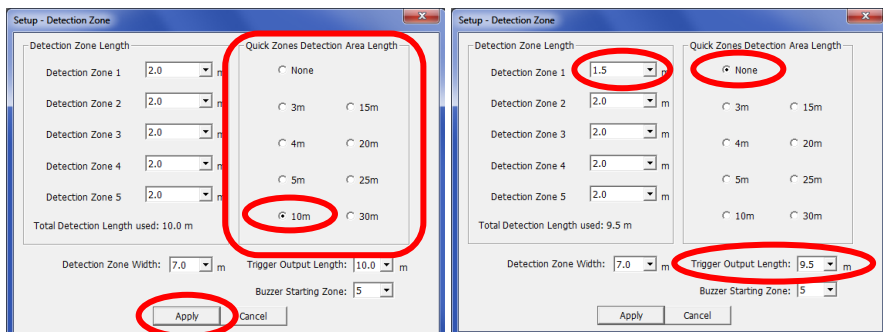 Setup - Detection Zone
Detection Zone Length
Detection Zone 1 2.0 m
Detection Zone 2 2.0 m
Detection Zone 3 2.0 m
Detection Zone 4 2.0 m
Detection Zone 5 2.0 m
Total Detection Length used: 10.0 m
Quick Zones Detection Area Length
None
3m 15m
4m 20m
5m 25m
10m 30m
Detection Zone Width: 7.0 m
Trigger Output Length: 10.0 m
Buzzer Starting Zone: 5
Apply Cancel
Setup - Detection Zone
Detection Zone Length
Detection Zone 1 1.5 m
Detection Zone 2 2.0 m
Detection Zone 3 2.0 m
Detection Zone 4 2.0 m
Detection Zone 5 2.0 m
Total Detection Length used: 9.5 m
Quick Zones Detection Area Length
None
3m 15m
4m 20m
5m 25m
10m 30m
Detection Zone Width: 7.0 m
Trigger Output Length: 9.5 m
Buzzer Starting Zone: 5
Apply Cancel